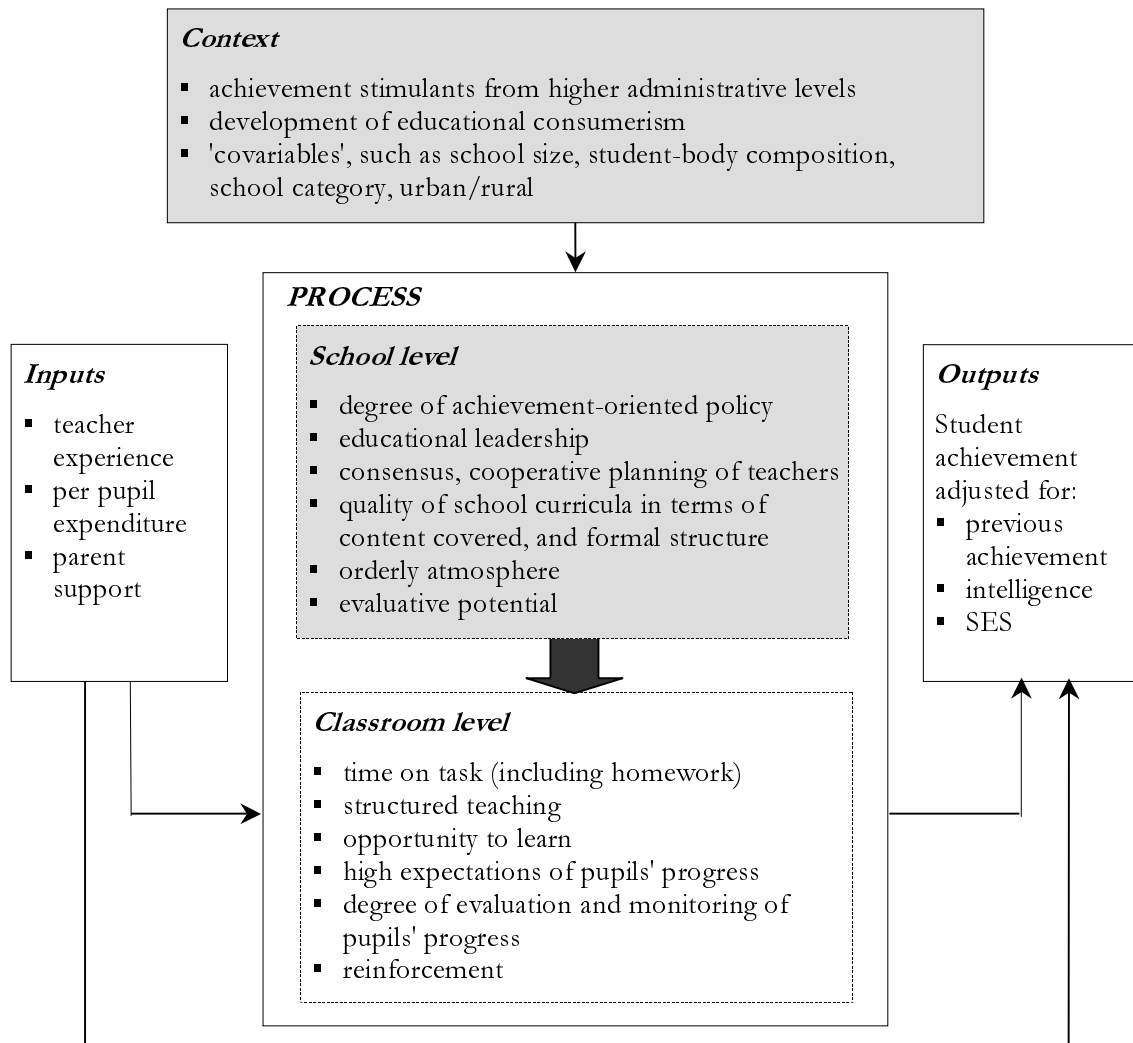 Context
▪ achievement stimulants from higher administrative levels
▪ development of educational consumerism
▪ 'covariables', such as school size, student-body composition,
school category, urban/rural
PROCESS
School level
▪ degree of achievement-oriented policy
▪ educational leadership
▪ consensus, cooperative planning of teachers
▪ quality of school curricula in terms of
content covered, and formal structure
▪ orderly atmosphere
▪ evaluative potential
Inputs
▪ teacher
experience
▪ per pupil
expenditure
▪ parent
support
Outputs
Student
achievement
adjusted for:
▪ previous
achievement
▪ intelligence
▪ SES
Classroom level
▪ time on task (including homework)
▪ structured teaching
▪ opportunity to learn
▪ high expectations of pupils' progress
▪ degree of evaluation and monitoring of
pupils' progress
▪ reinforcement